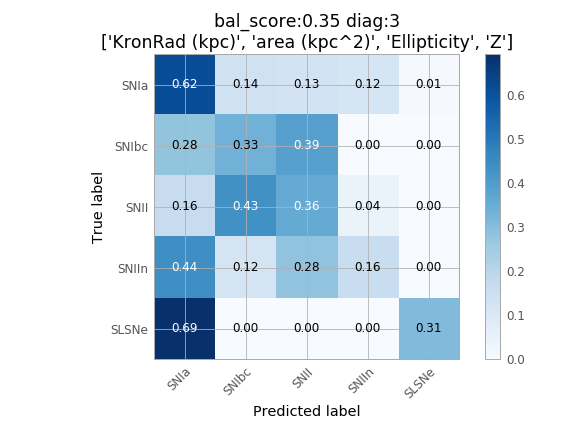 bal_score:0.35 diag:3
['KronRad (kpc)', 'area (kpc^2)', 'Ellipticity', 'Z']
SNIa 0.62 0.14 0.13 0.12 0.01
SNIbc 0.28 0.33 0.39 0.00 0.00
SNII 0.16 0.43 0.36 0.04 0.00
SNIIn 0.44 0.12 0.28 0.16 0.00
SLSNe 0.69 0.00 0.00 0.00 0.31
SNIa SNIbc SNII SNIIn SLSNe
True label
Predicted label
0.6
0.5
0.4
0.3
0.2
0.1
0.0